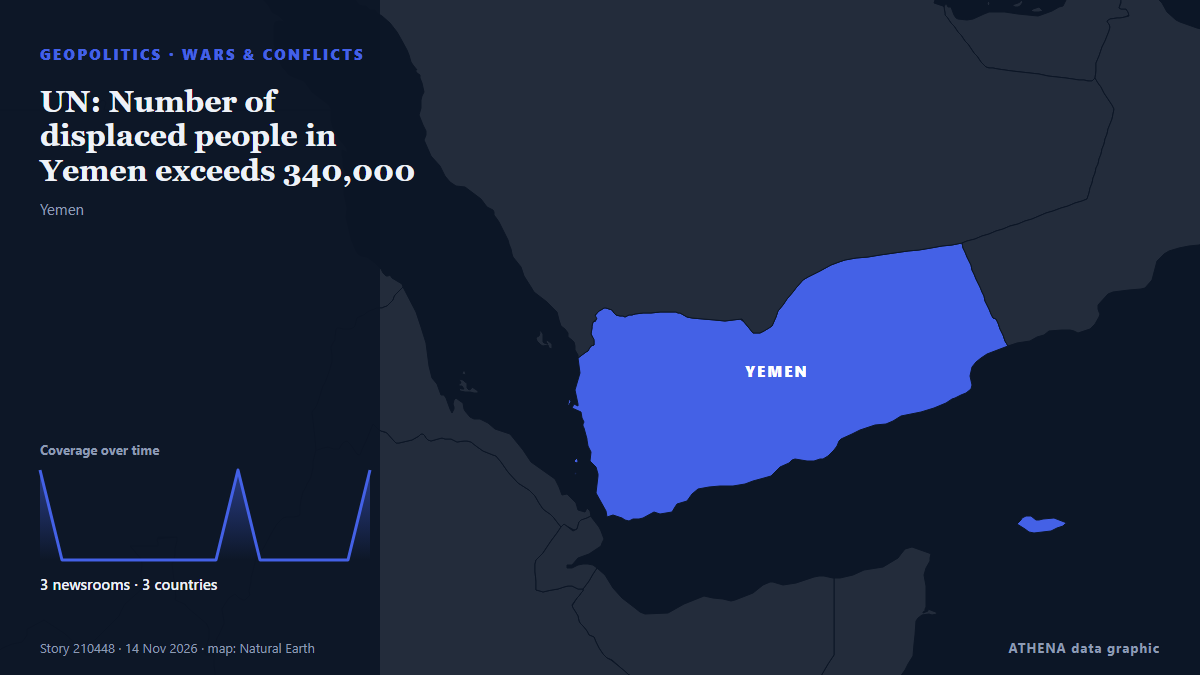 GEOPOLITICS · WARS & CONFLICTS
UN: Number of
displaced people in
Yemen exceeds 340,000
Yemen
YEMEN
Coverage over time
3 newsrooms · 3 countries
Story 210448 · 14 Nov 2026 · map: Natural Earth
ATHENA data graphic